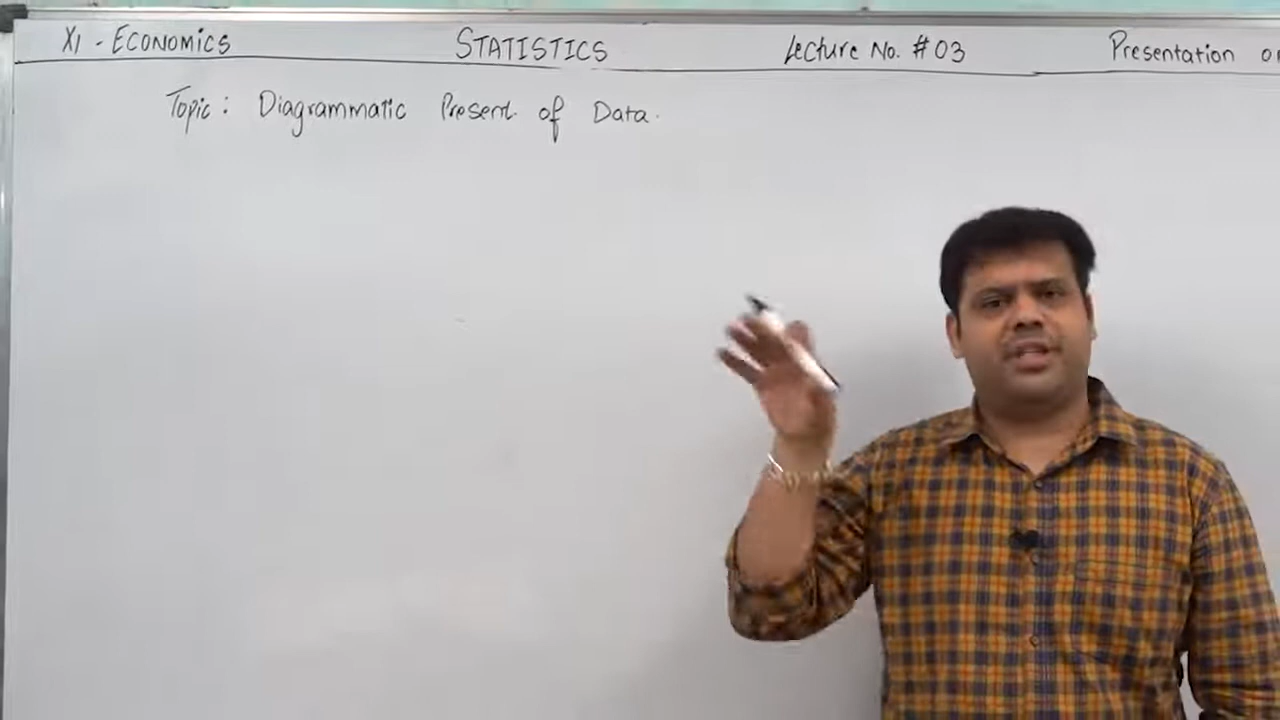 XI - ECONOMICS STATISTICS Lecture No. # 03 Presentation
Topic: Diagrammatic Present. of Data.